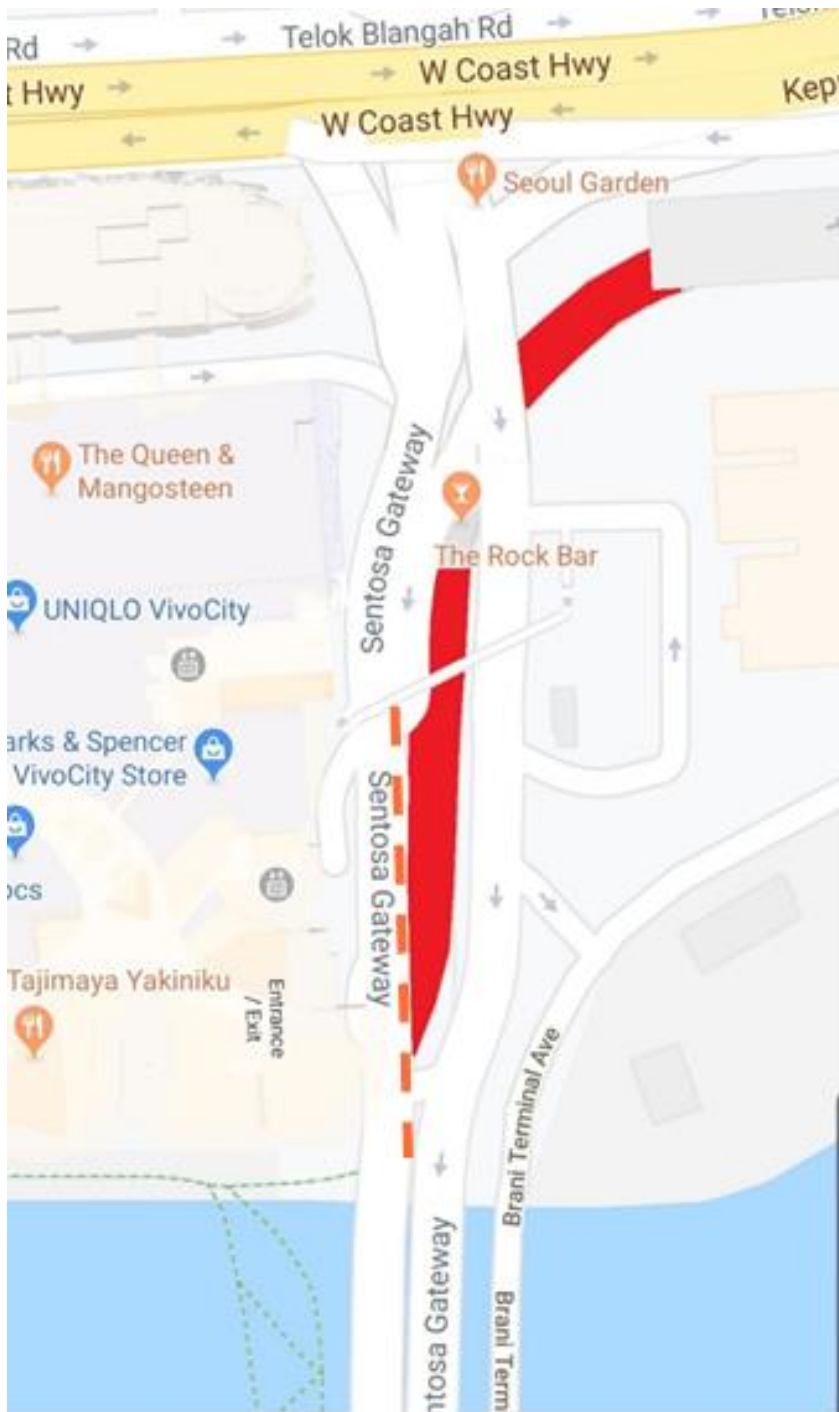 Rd
Telok Blangah Rd
W Coast Hwy
t Hwy
W Coast Hwy
Kep
Seoul Garden
The Queen &
Mangosteen
Sentosa Gateway
The Rock Bar
UNIQLO VivoCity
arks & Spencer
VivoCity Store
Sentosa Gateway
ocs
Tajimaya Yakiniku
Entrance
/ Exit
Brani Terminal Ave
ntosa Gateway
Brani Term